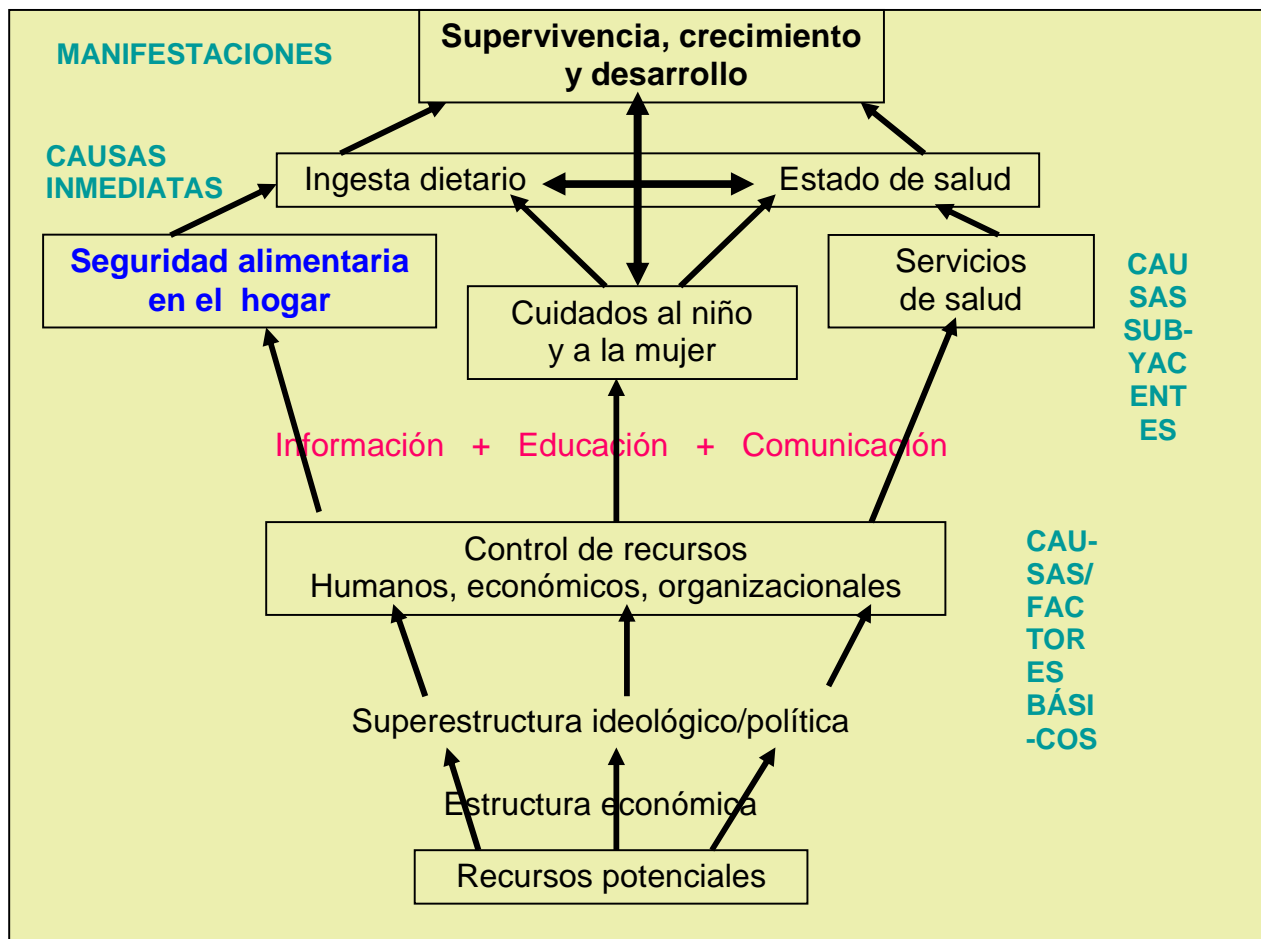 MANIFESTACIONES
Supervivencia, crecimiento
y desarrollo
CAUSAS
INMEDIATAS
Ingesta dietario
Estado de salud
Seguridad alimentaria
en el hogar
Cuidados al niño
y a la mujer
Servicios
de salud
CAU
SAS
SUB-
YAC
ENT
ES
Información + Educación + Comunicación
Control de recursos
Humanos, económicos, organizacionales
CAU-
SAS/
FAC
TOR
ES
BÁSI
-COS
Superestructura ideológico/política
Estructura económica
Recursos potenciales